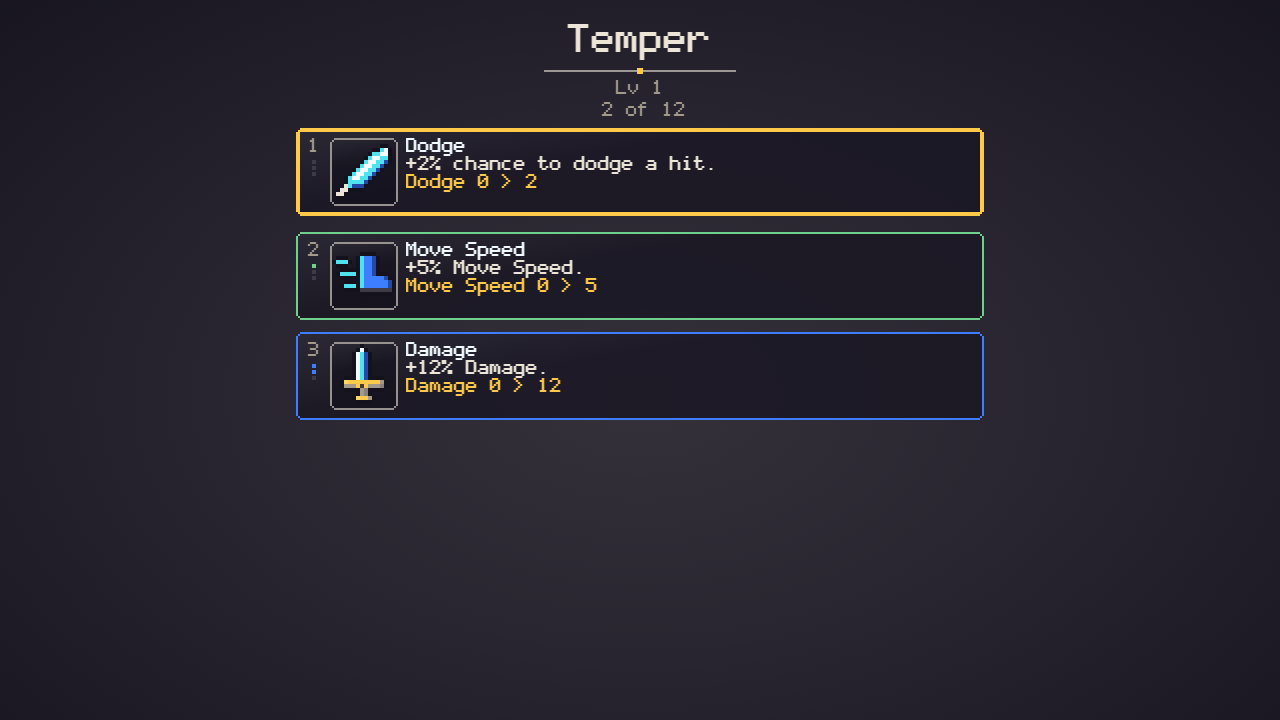 Temper
Lv 1
2 of 12
1
Dodge
+2% chance to dodge a hit.
Dodge 0 > 2
2
Move Speed
+5% Move Speed.
Move Speed 0 > 5
3
Damage
+12% Damage.
Damage 0 > 12